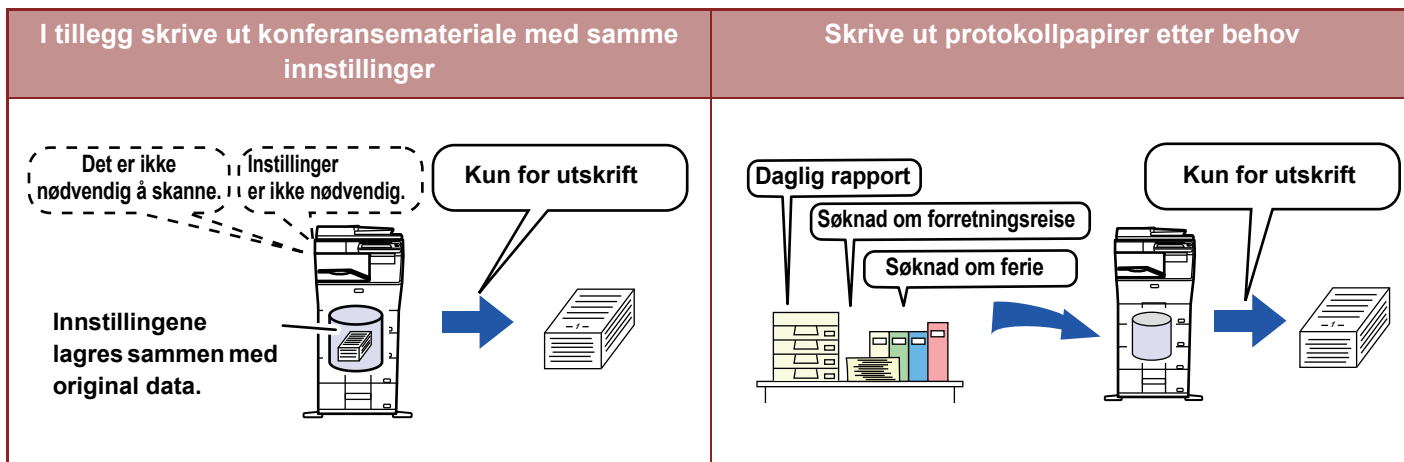 I tillegg skrive ut konferansemateriale med samme
innstillinger
Skrive ut protokollpapirer etter behov
Det er ikke
nødvendig å skanne.
Instillinger
er ikke nødvendig.
Kun for utskrift
Innstillingene
lagres sammen med
original data.
-1-
Daglig rapport
Søknad om forretningsreise
Søknad om ferie
Kun for utskrift
-1-